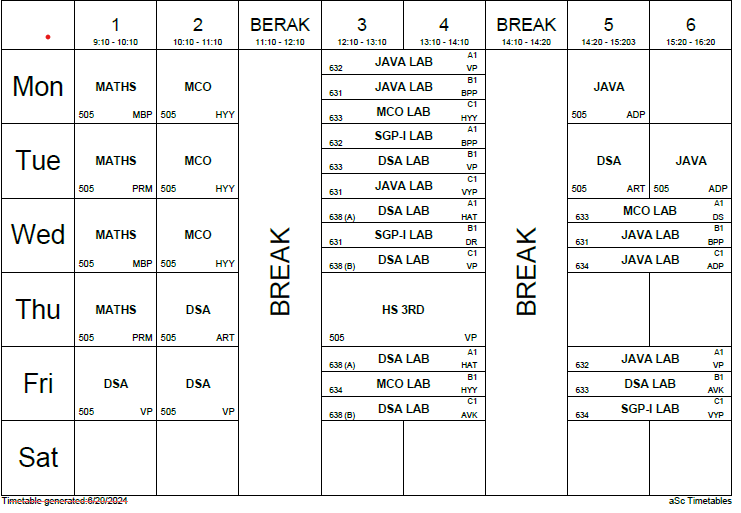 1 2 BERAK 3 4 BREAK 5 6
9:10 - 10:10 10:10 - 11:10 11:10 - 12:10 12:10 - 13:10 13:10 - 14:10 14:10 - 14:20 14:20 - 15:203 15:20 - 16:20
Mon
MATHS
505 MBP
MCO
505 HYY
632 JAVA LAB A1 VP
631 JAVA LAB B1 BPP
633 MCO LAB C1 HYY
JAVA
505 ADP
Tue
MATHS
505 PRM
MCO
505 HYY
632 SGP-I LAB A1 BPP
633 DSA LAB B1 VP
631 JAVA LAB C1 VYP
DSA
505 ART
JAVA
505 ADP
Wed
MATHS
505 MBP
MCO
505 HYY
BREAK
638 (A) DSA LAB A1 HAT
631 SGP-I LAB B1 DR
638 (B) DSA LAB C1 VP
BREAK
633 MCO LAB A1 DS
631 JAVA LAB B1 BPP
634 JAVA LAB C1 ADP
Thu
MATHS
505 PRM
DSA
505 ART
HS 3RD
505 VP
Fri
DSA
505 VP
DSA
505 VP
638 (A) DSA LAB A1 HAT
634 MCO LAB B1 HYY
638 (B) DSA LAB C1 AVK
632 JAVA LAB A1 VP
633 DSA LAB B1 AVK
634 SGP-I LAB C1 VYP
Sat
Timetable generated:6/29/2024 aSc Timetables